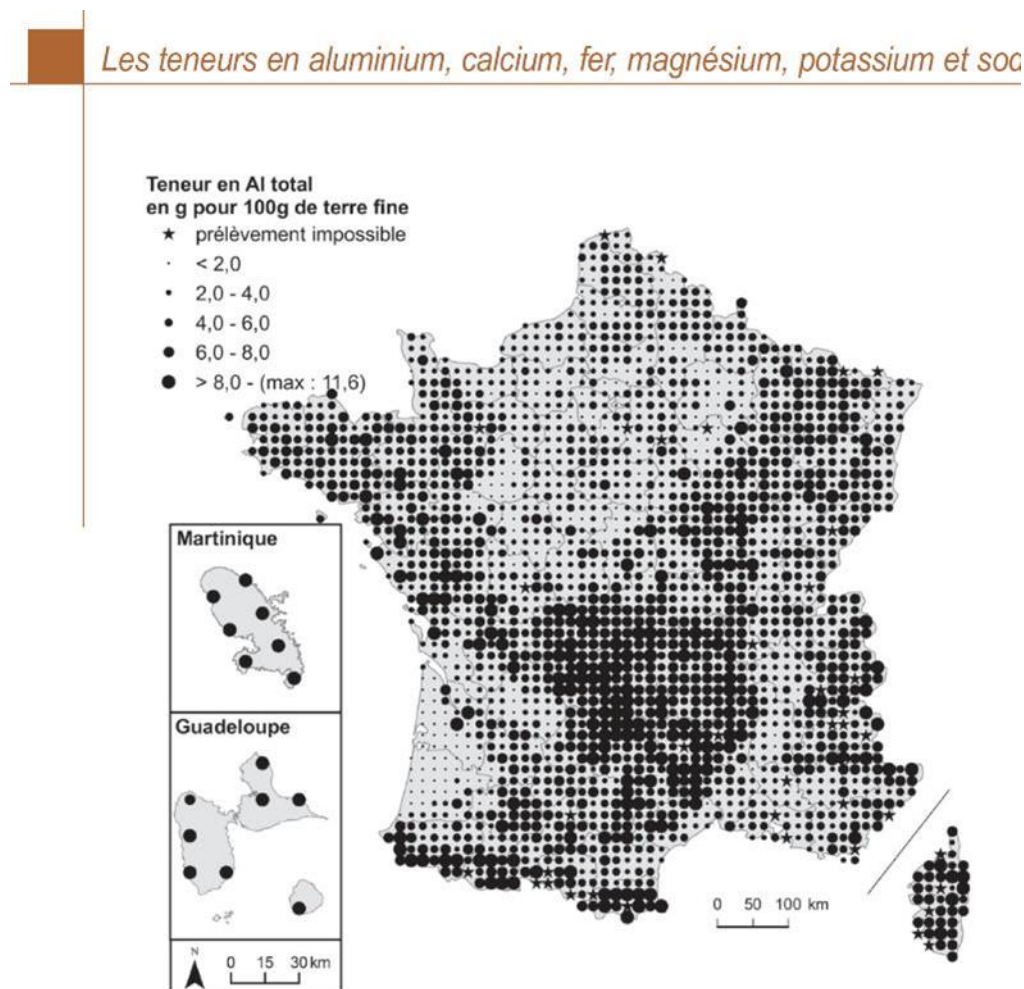 Les teneurs en aluminium, calcium, fer, magnésium, potassium et sod
Teneur en Al total
en g pour 100g de terre fine
★ prélèvement impossible
< 2,0
2,0 - 4,0
4,0 - 6,0
6,0 - 8,0
> 8,0 - (max : 11,6)
Martinique
Guadeloupe
N
0 15 30 km
0 50 100 km